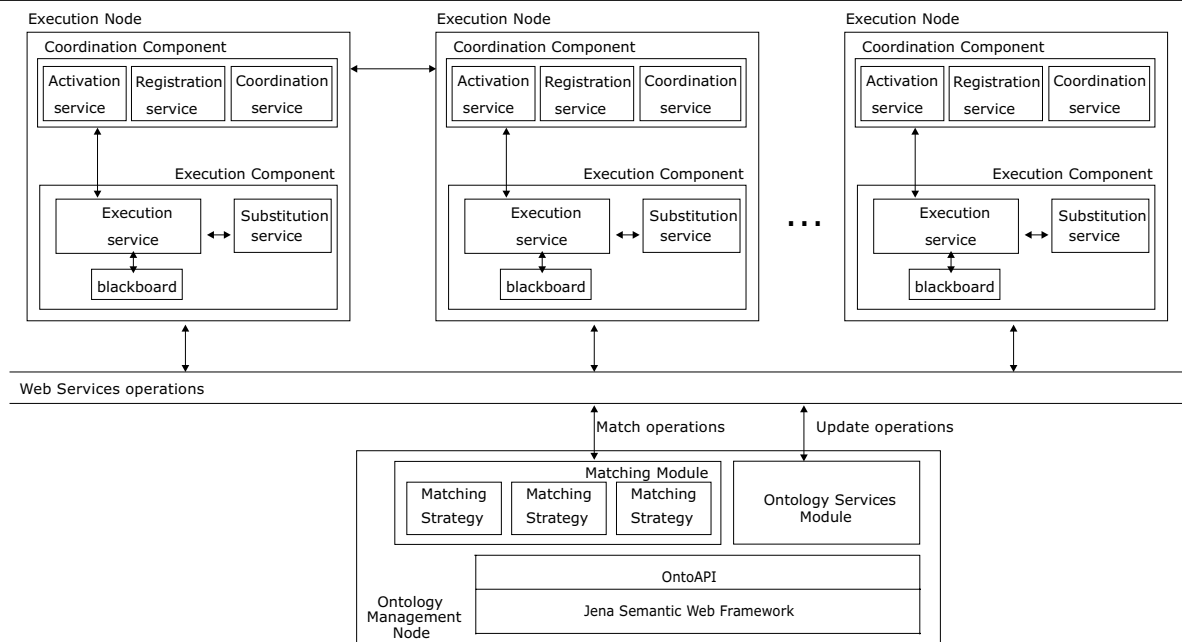 Execution Node
Coordination Component
Activation
service
Registration
service
Coordination
service
Execution Component
Execution
service
Substitution
service
blackboard
Execution Node
Coordination Component
Activation
service
Registration
service
Coordination
service
Execution Component
Execution
service
Substitution
service
blackboard
...
Execution Node
Coordination Component
Activation
service
Registration
service
Coordination
service
Execution Component
Execution
service
Substitution
service
blackboard
Web Services operations
Match operations
Update operations
Matching Module
Matching
Strategy
Matching
Strategy
Matching
Strategy
Ontology Services
Module
OntoAPI
Jena Semantic Web Framework
Ontology
Management
Node